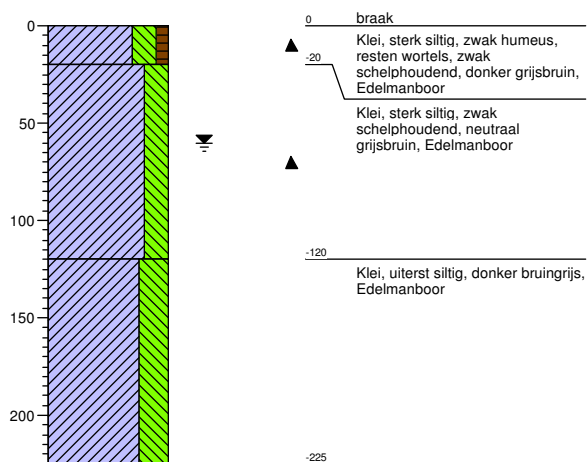 0
50
100
150
200
0
braak
Klei, sterk siltig, zwak humeus,
resten wortels, zwak
schelphoudend, donker grijsbruin,
Edelmanboor
-20
Klei, sterk siltig, zwak
schelphoudend, neutraal
grijsbruin, Edelmanboor
-120
Klei, uiterst siltig, donker bruingrijs,
Edelmanboor
-225